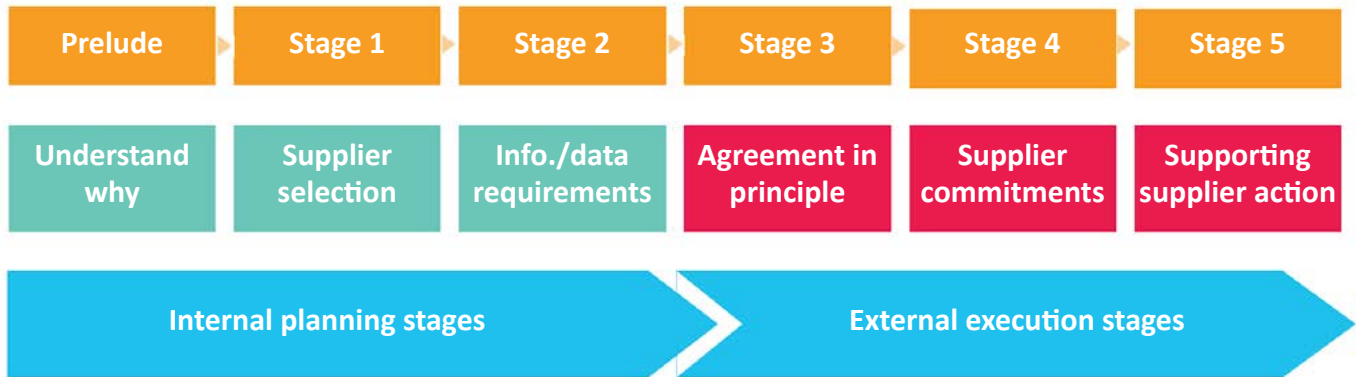 Prelude
Stage 1
Stage 2
Stage 3
Stage 4
Stage 5
Understand
why
Supplier
selection
Info./data
requirements
Agreement in
principle
Supplier
commitments
Supporting
supplier action
Internal planning stages
External execution stages